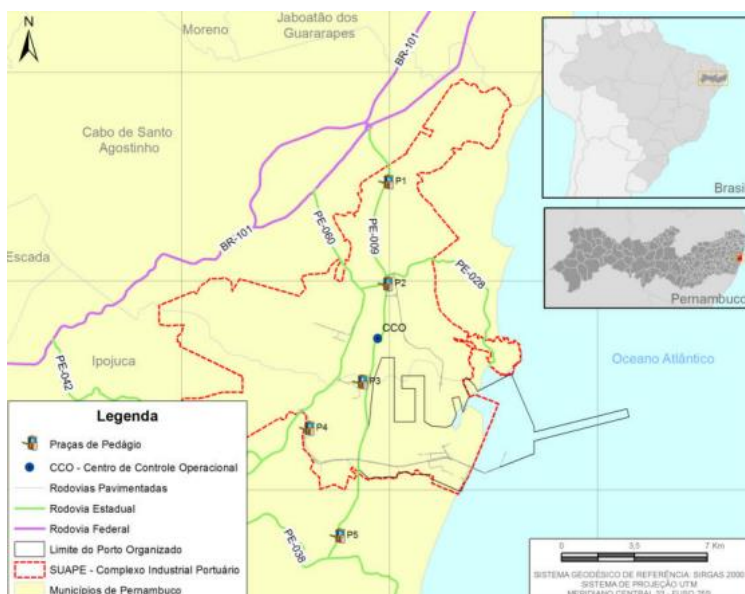 Moreno
Jaboatão dos
Guararapes
BR-101
Brasil
Cabo de Santo
Agostinho
P1
PE-060
PE-009
BR-101
Escada
P2
PE-028
Pernambuco
CCO
Oceano Atlântico
Ipojuca
PE-042
P3
P4
P5
PE-038
Legenda
Praças de Pedágio
CCO - Centro de Controle Operacional
Rodovias Pavimentadas
Rodovia Estadual
Rodovia Federal
Limite do Porto Organizado
SUAPE - Complexo Industrial Portuário
Municípios de Pernambuco
N
0 3,5 7 Km
SISTEMA GEODÉSICO DE REFERÊNCIA: SIRGAS 2000
SISTEMA DE PROJEÇÃO UTM